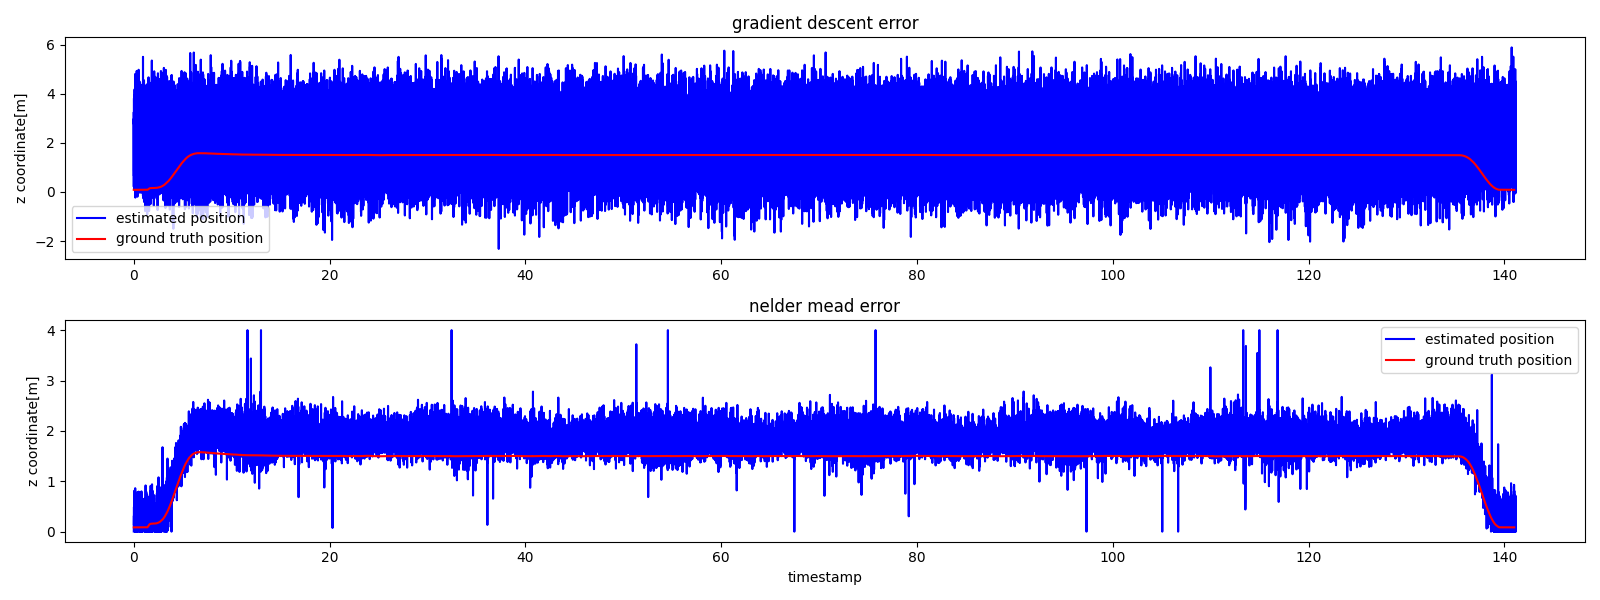 gradient descent error
z coordinate[m]
6
4
2
0
−2
estimated position
ground truth position
0 20 40 60 80 100 120 140
nelder mead error
z coordinate[m]
4
3
2
1
0
estimated position
ground truth position
0 20 40 60 80 100 120 140
timestamp